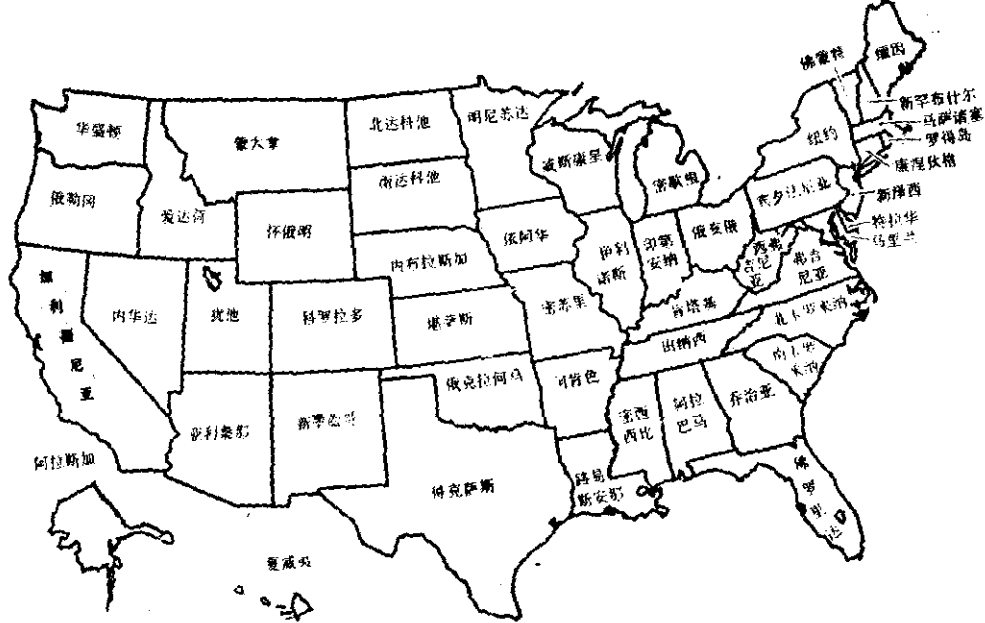 佛蒙特
缅因
新罕布什尔
马萨诸塞
罗得岛
康涅狄格
新泽西
特拉华
马里兰
纽约
宾夕法尼亚
华盛顿
蒙大拿
北达科他
明尼苏达
威斯康星
密歇根
俄勒冈
爱达荷
怀俄明
南达科他
依阿华
伊利
诺斯
印第
安纳
俄亥俄
西弗
吉尼
亚
弗吉
尼亚
加
利
福
尼
亚
内华达
犹他
科罗拉多
内布拉斯加
堪萨斯
密苏里
肯塔基
田纳西
北卡罗来纳
南卡罗
来纳
亚利桑那
俄克拉何马
阿肯色
密西
西比
阿拉
巴马
乔治亚
得克萨斯
路易
斯安那
佛
罗
里
达
阿拉斯加
夏威夷